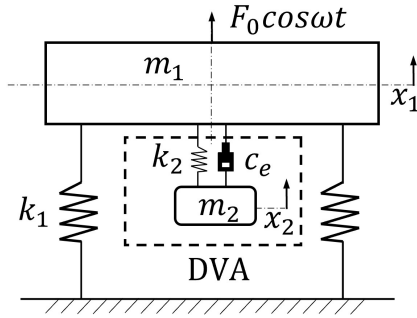 F₀cosωt
m₁
x₁
k₂
cₑ
k₁
m₂
x₂
DVA